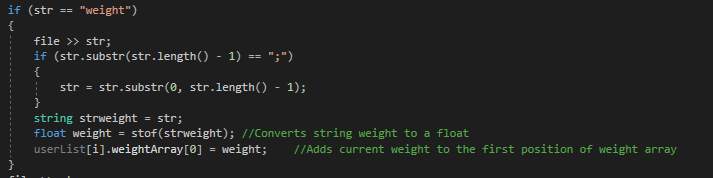 if (str == "weight")
{
file >> str;
if (str.substr(str.length() - 1) == ";")
{
str = str.substr(0, str.length() - 1);
}
string strweight = str;
float weight = stof(strweight); //Converts string weight to a float
userList[i].weightArray[0] = weight; //Adds current weight to the first position of weight array
}